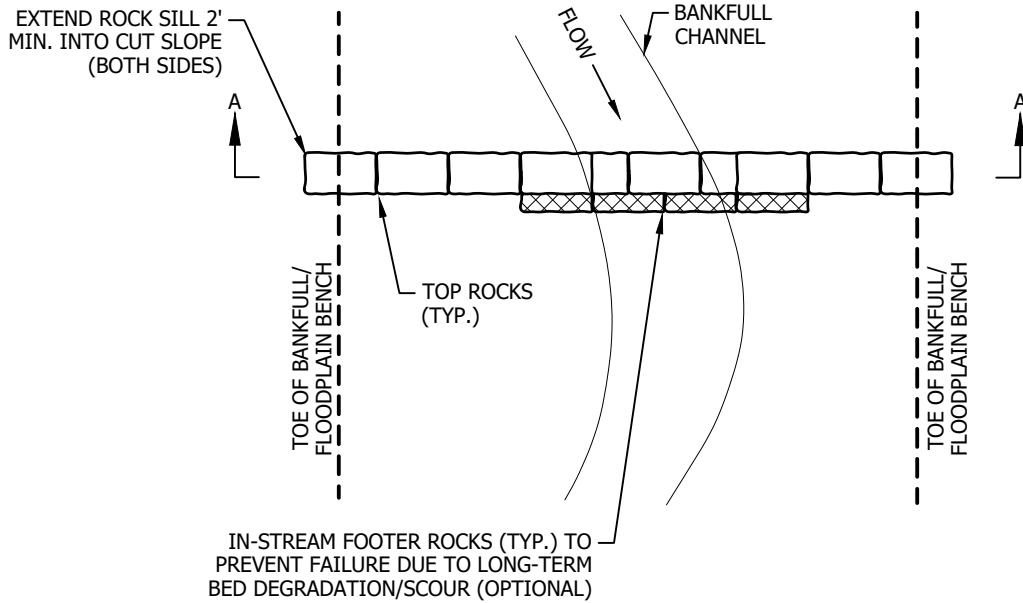 EXTEND ROCK SILL 2'
MIN. INTO CUT SLOPE
(BOTH SIDES)
FLOW
BANKFULL
CHANNEL
A
A
TOP ROCKS
(TYP.)
TOE OF BANKFULL/
FLOODPLAIN BENCH
TOE OF BANKFULL/
FLOODPLAIN BENCH
IN-STREAM FOOTER ROCKS (TYP.) TO
PREVENT FAILURE DUE TO LONG-TERM
BED DEGRADATION/SCOUR (OPTIONAL)